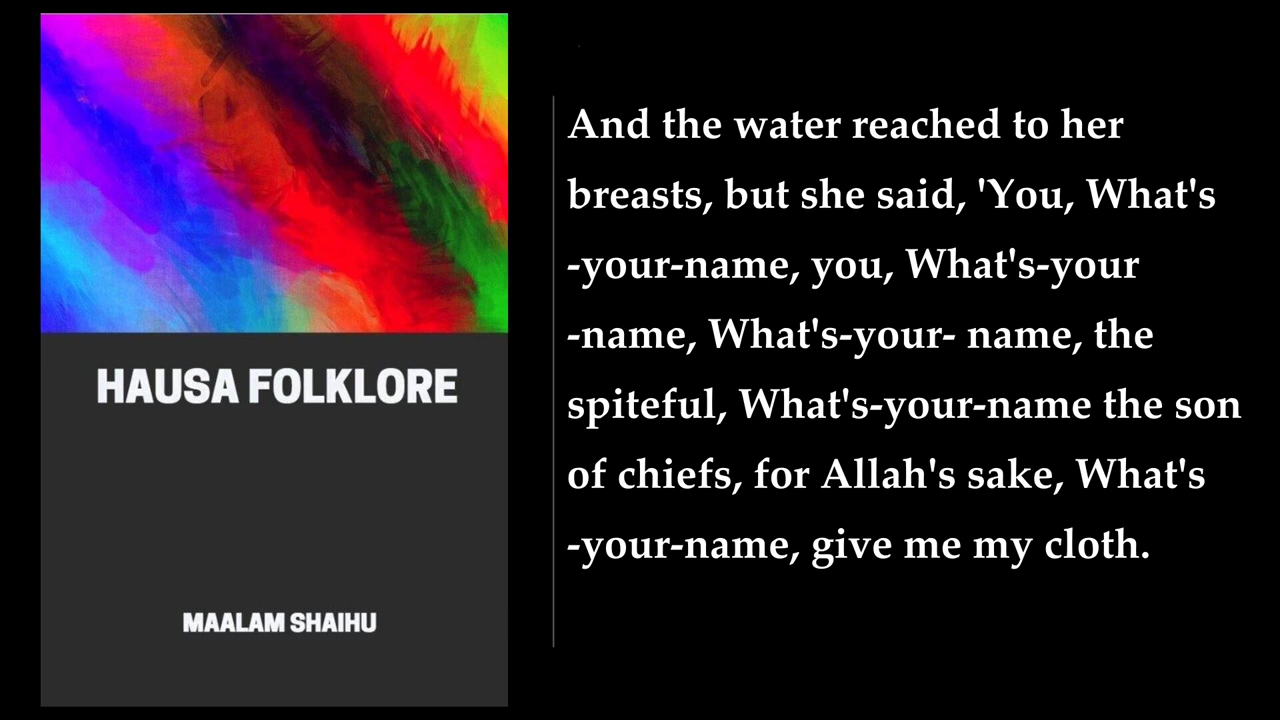 HAUSA FOLKLORE
MAALAM SHAIHU
And the water reached to her
breasts, but she said, 'You, What's
-your-name, you, What's-your
-name, What's-your- name, the
spiteful, What's-your-name the son
of chiefs, for Allah's sake, What's
-your-name, give me my cloth.